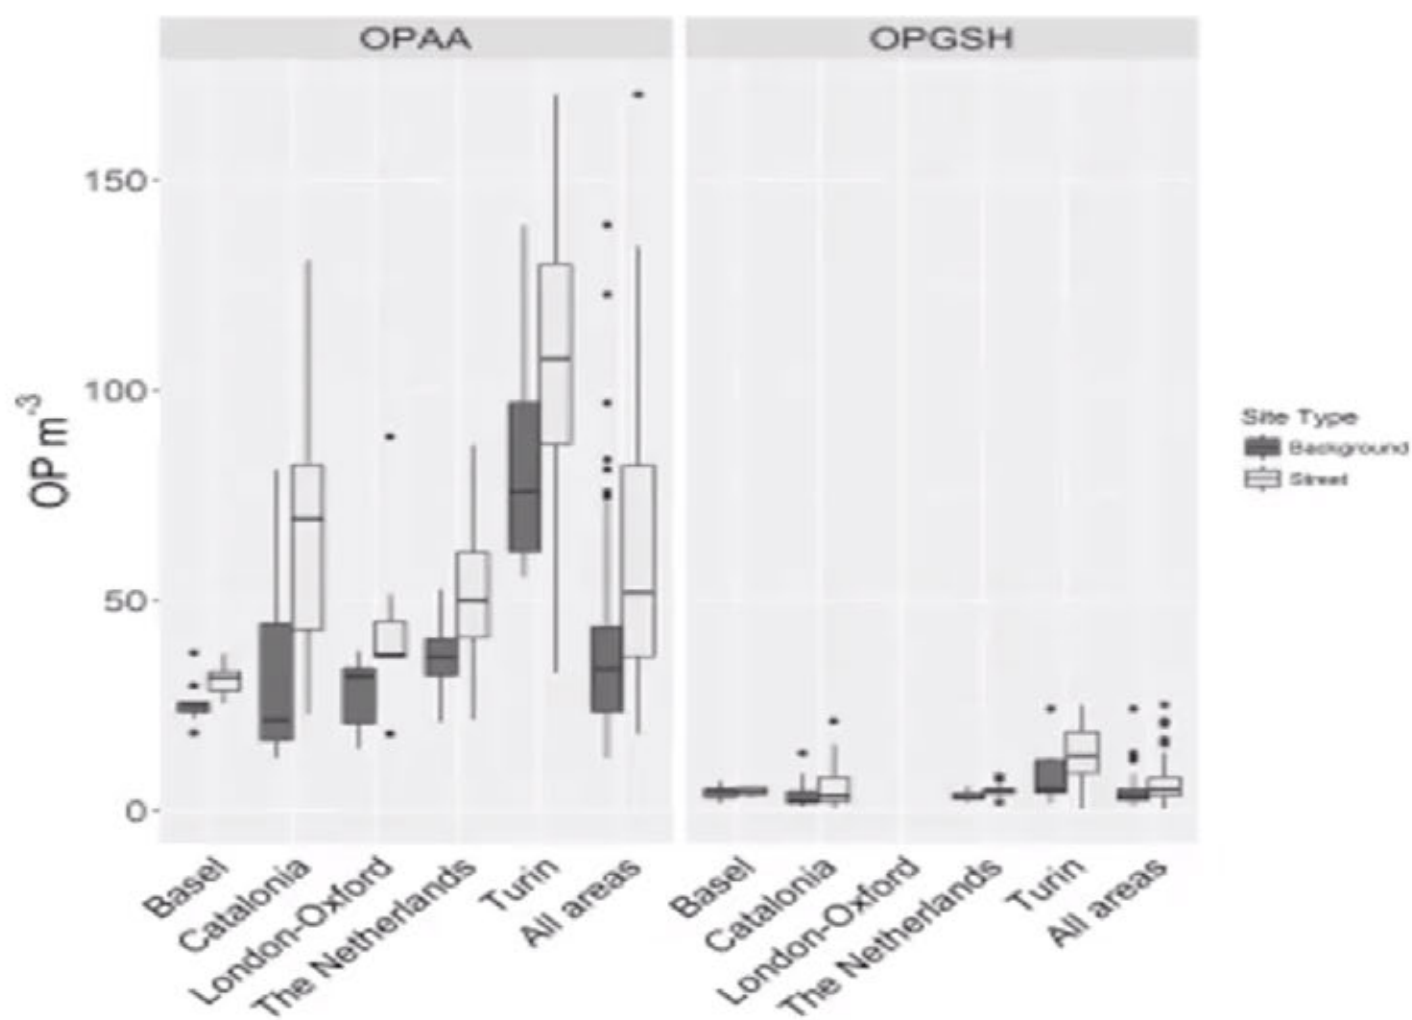 OPAA
OPGSH
150
100
50
0
OP m-3
Basel
Catalonia
London-Oxford
The Netherlands
Turin
All areas
Basel
Catalonia
London-Oxford
The Netherlands
Turin
All areas
Site Type
Background
Street